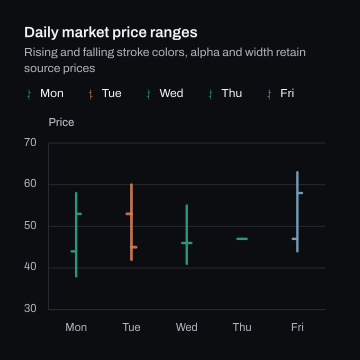 Daily market price ranges
Rising and falling stroke colors, alpha and width retain
source prices
Mon Tue Wed Thu Fri
Price
70
60
50
40
30
Mon Tue Wed Thu Fri